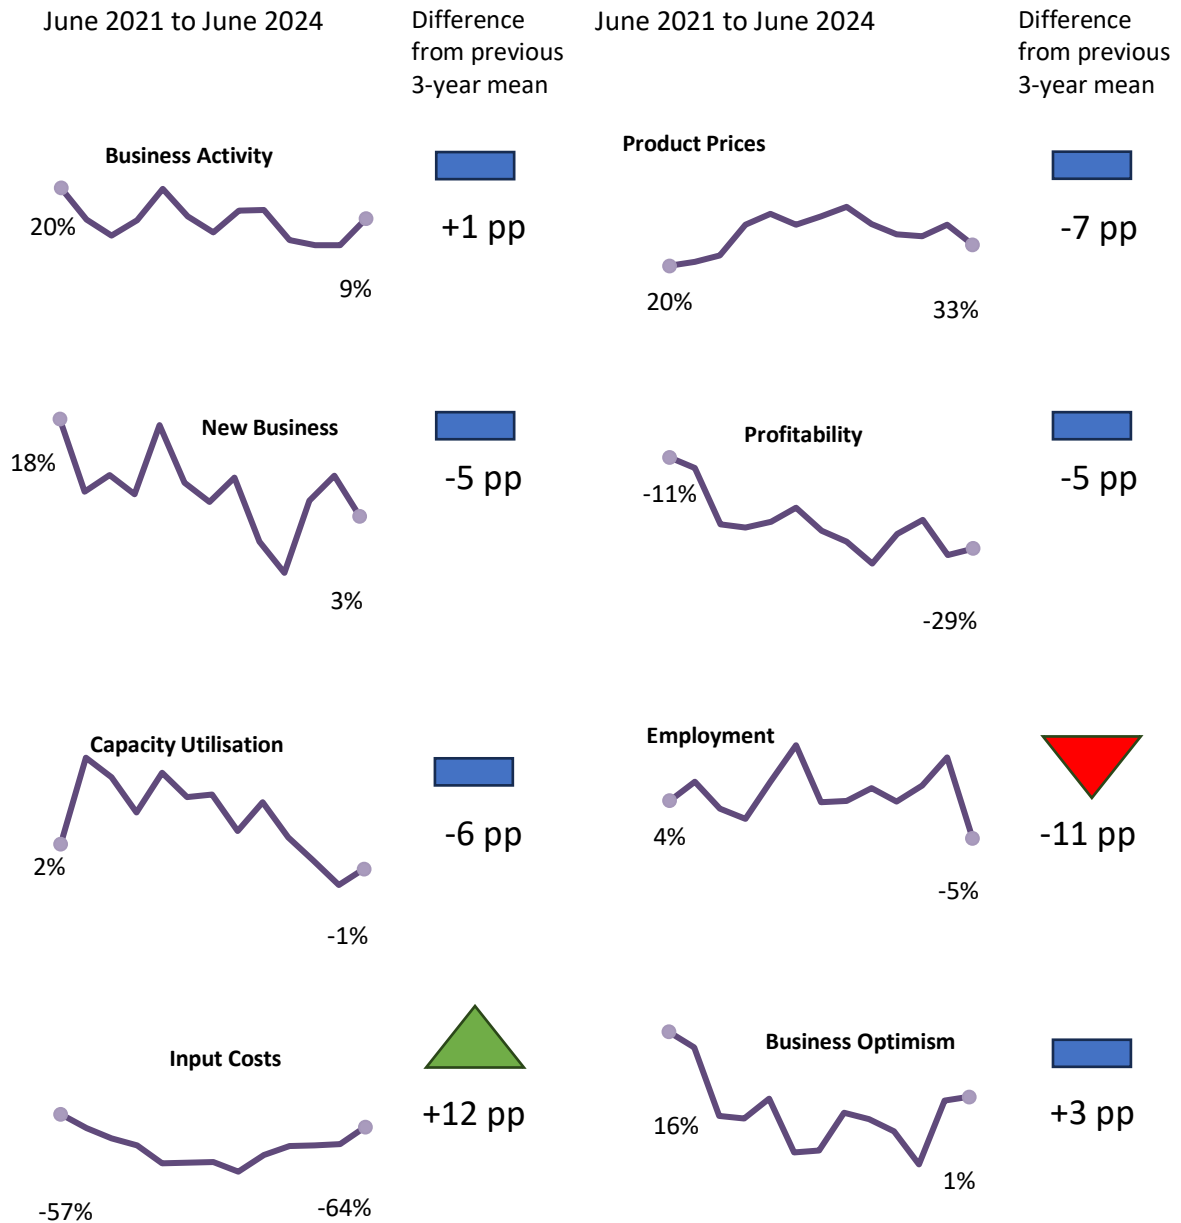 June 2021 to June 2024
Difference
from previous
3-year mean
June 2021 to June 2024
Difference
from previous
3-year mean
Business Activity
20%
9%
+1 pp
Product Prices
20%
33%
-7 pp
New Business
18%
3%
-5 pp
Profitability
-11%
-29%
-5 pp
Capacity Utilisation
2%
-1%
-6 pp
Employment
4%
-5%
-11 pp
Input Costs
-57%
-64%
+12 pp
Business Optimism
16%
1%
+3 pp